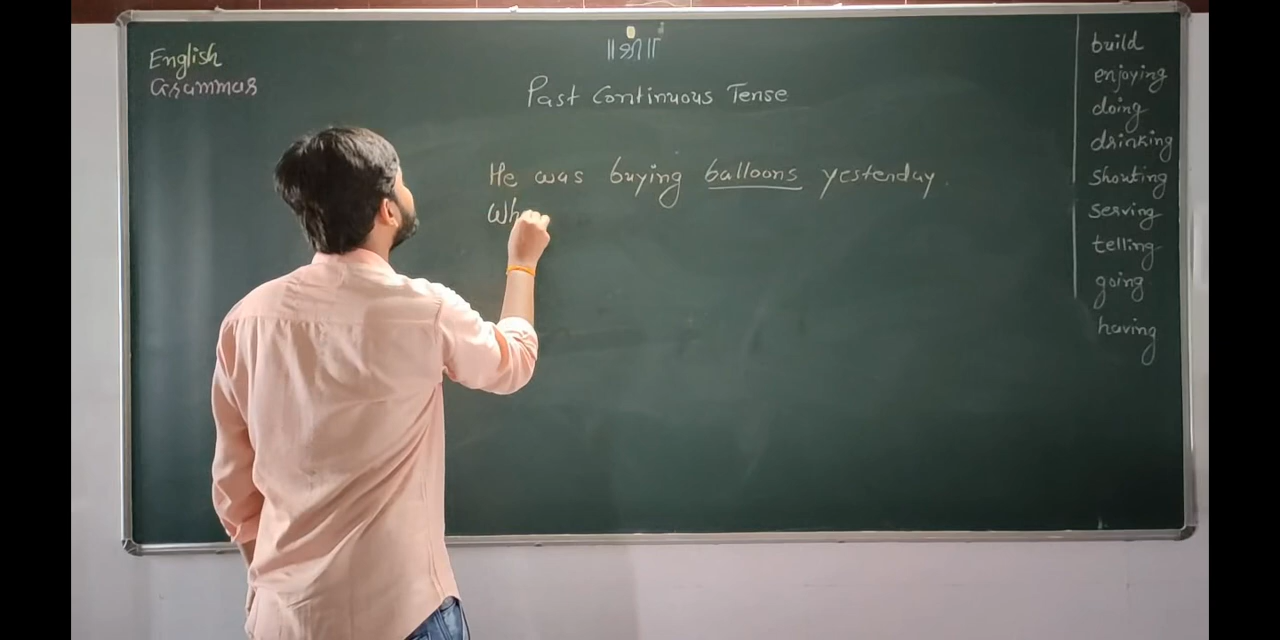 English
Grammar
॥श्री॥
Past Continuous Tense
He was buying balloons yesterday.
Wh
build
enjoying
doing
drinking
shouting
serving
telling
going
having